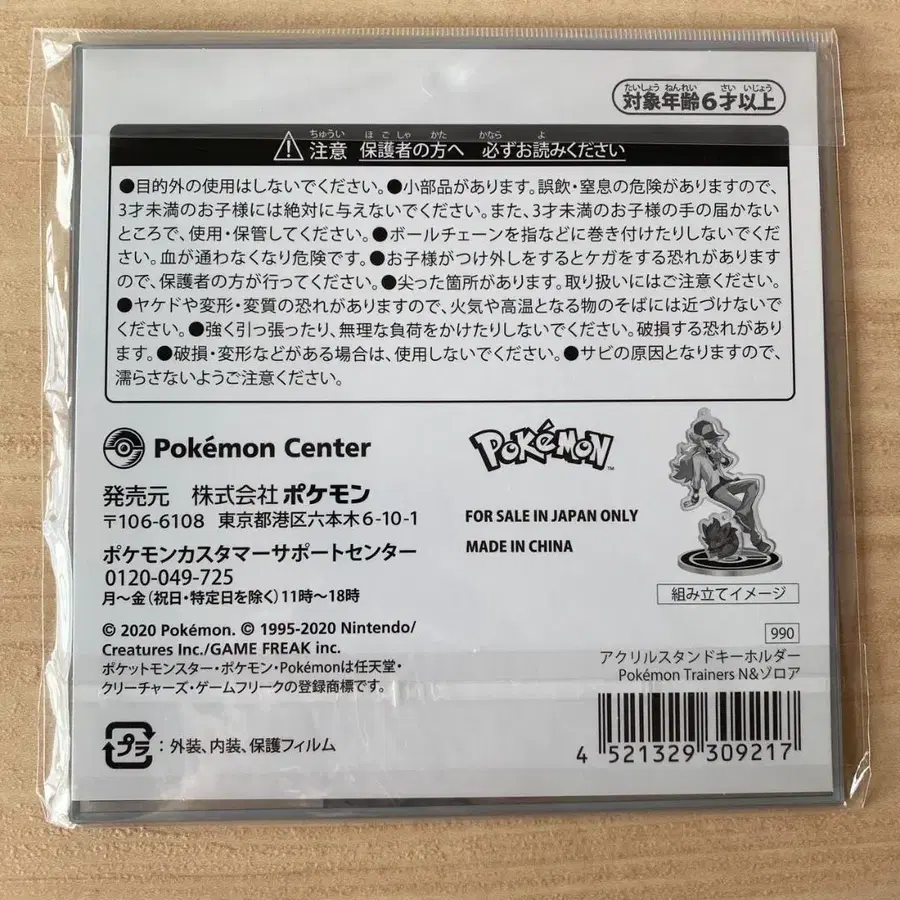 対象年齢6才以上
たいしょう ねんれい さい いじょう
注意 保護者の方へ 必ずお読みください
ちゅうい ほごしゃ かた かなら よ
●目的外の使用はしないでください。●小部品があります。誤飲・窒息の危険がありますので、
3才未満のお子様には絶対に与えないでください。また、3才未満のお子様の手の届かない
ところで、使用・保管してください。●ボールチェーンを指などに巻き付けたりしないでくだ
さい。血が通わなくなり危険です。●お子様がつけ外しをするとケガをする恐れがあります
ので、保護者の方が行ってください。●尖った箇所があります。取り扱いにはご注意ください。
●ヤケドや変形・変質の恐れがありますので、火気や高温となる物のそばには近づけないで
ください。●強く引っ張ったり、無理な負荷をかけたりしないでください。破損する恐れがあり
ます。●破損・変形などがある場合は、使用しないでください。●サビの原因となりますので、
濡らさないようご注意ください。
Pokémon Center
発売元 株式会社 ポケモン
〒106-6108 東京都港区六本木6-10-1
ポケモンカスタマーサポートセンター
0120-049-725
月〜金（祝日・特定日を除く）11時〜18時
© 2020 Pokémon. © 1995-2020 Nintendo/
Creatures Inc./GAME FREAK inc.
ポケットモンスター・ポケモン・Pokémonは任天堂・
クリーチャーズ・ゲームフリークの登録商標です。
プラ：外装、内装、保護フィルム
POKéMON™
FOR SALE IN JAPAN ONLY
MADE IN CHINA
組み立てイメージ
990
アクリルスタンドキーホルダー
Pokémon Trainers N&ゾロア
4 521329 309217